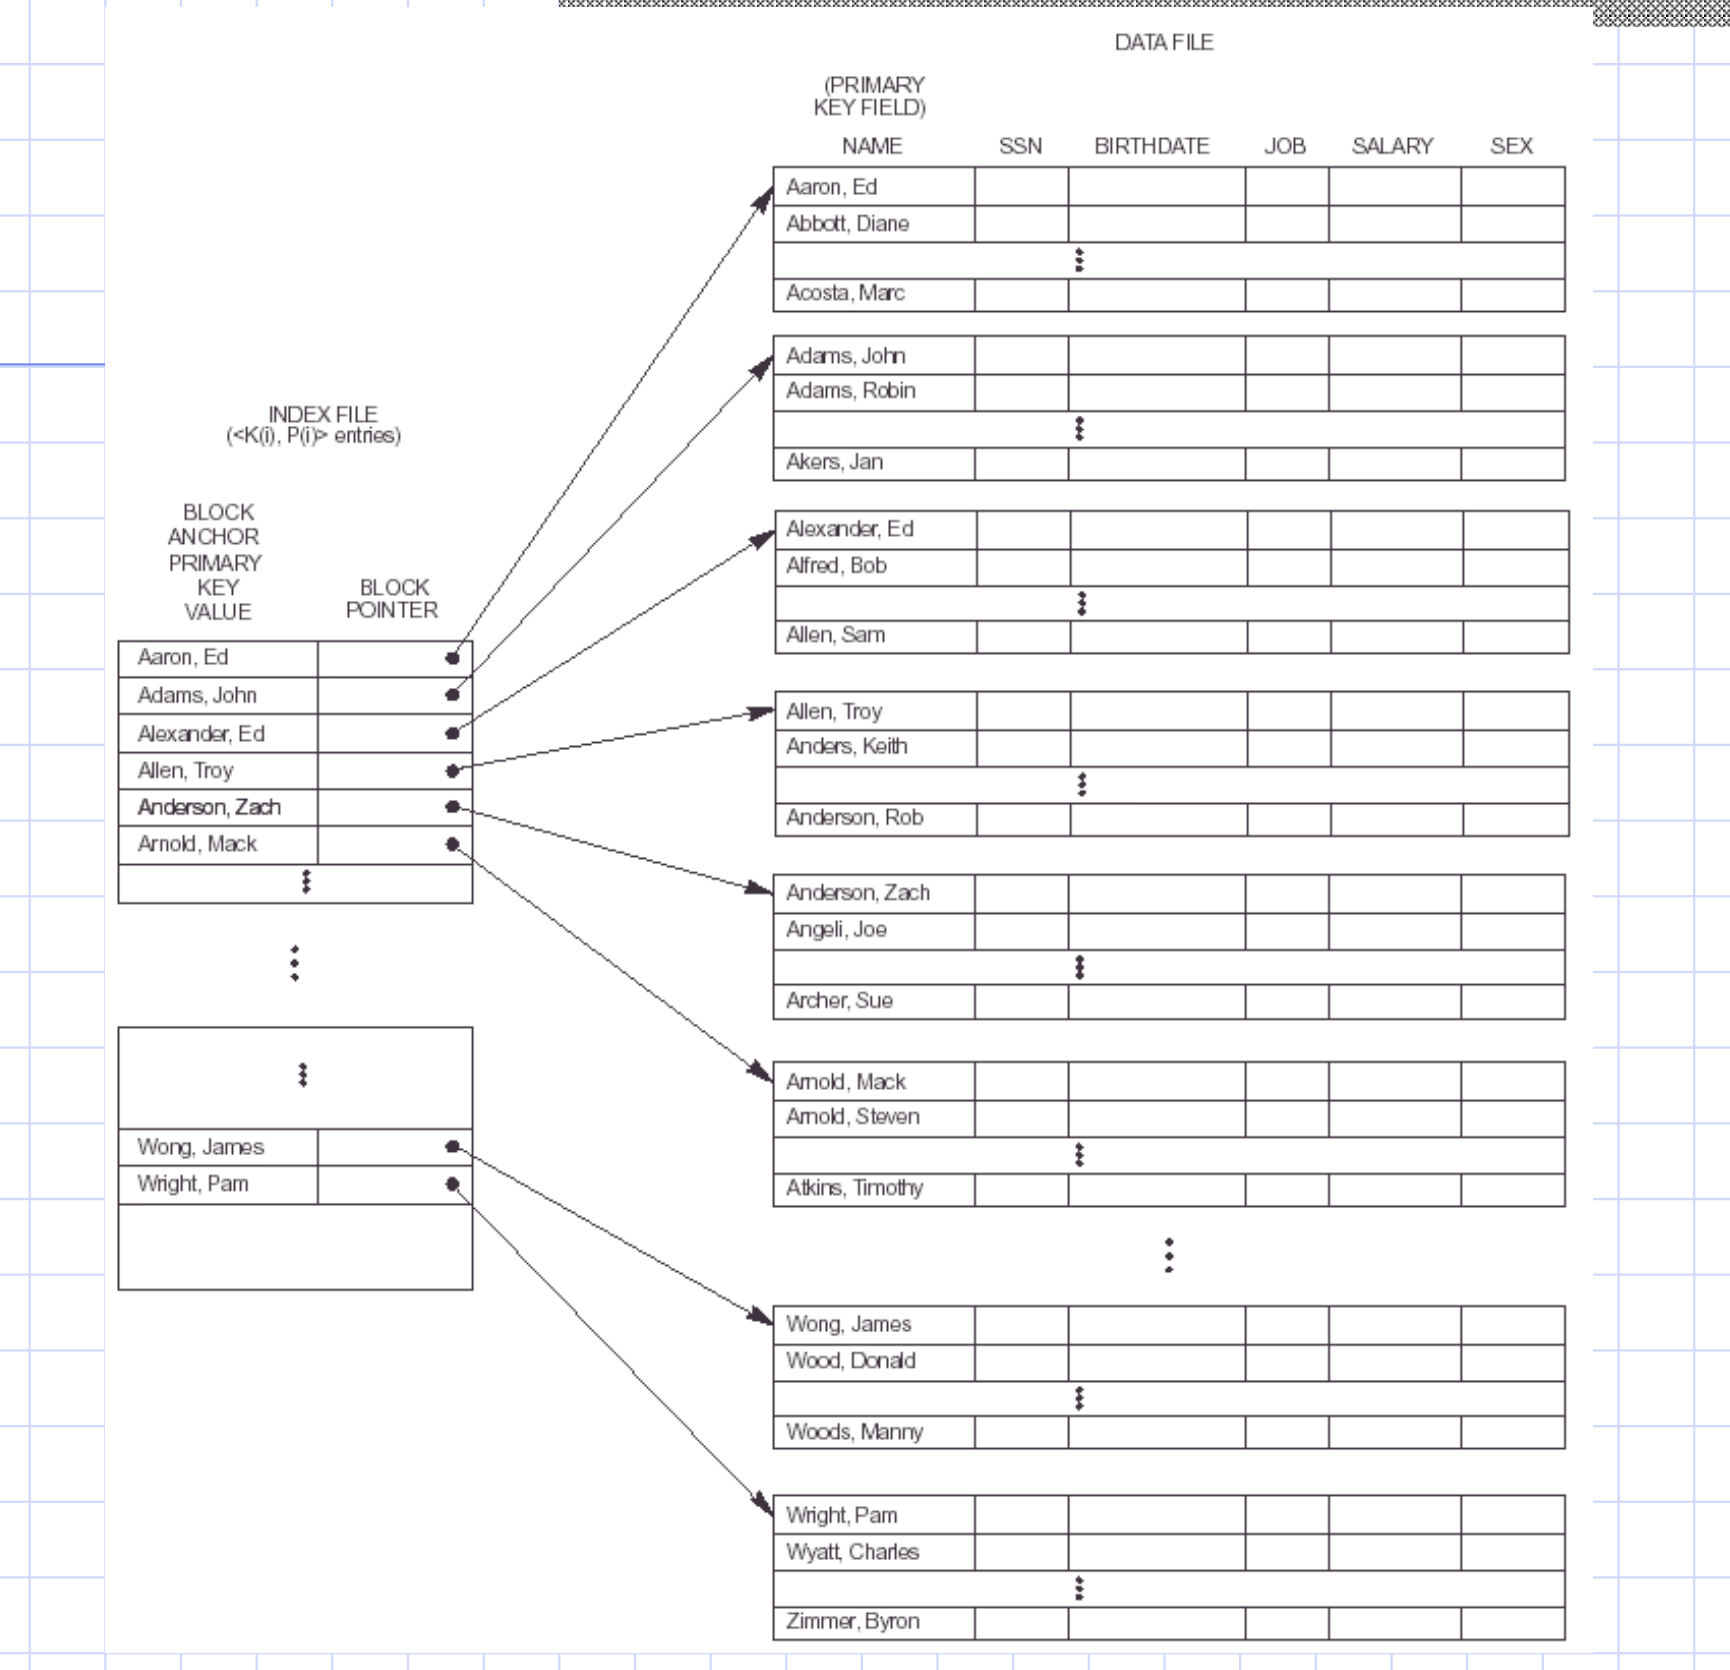 DATA FILE
(PRIMARY
KEY FIELD)
NAME SSN BIRTHDATE JOB SALARY SEX
Aaron, Ed
Abbott, Diane
Acosta, Marc
Adams, John
Adams, Robin
Akers, Jan
Alexander, Ed
Alfred, Bob
Allen, Sam
Allen, Troy
Anders, Keith
Anderson, Rob
Anderson, Zach
Angeli, Joe
Archer, Sue
Arnold, Mack
Arnold, Steven
Atkins, Timothy
Wong, James
Wood, Donald
Woods, Manny
Wright, Pam
Wyatt, Charles
Zimmer, Byron
INDEX FILE
(<K(i), P(i)> entries)
BLOCK
ANCHOR
PRIMARY
KEY
VALUE
BLOCK
POINTER
Aaron, Ed
Adams, John
Alexander, Ed
Allen, Troy
Anderson, Zach
Arnold, Mack
Wong, James
Wright, Pam